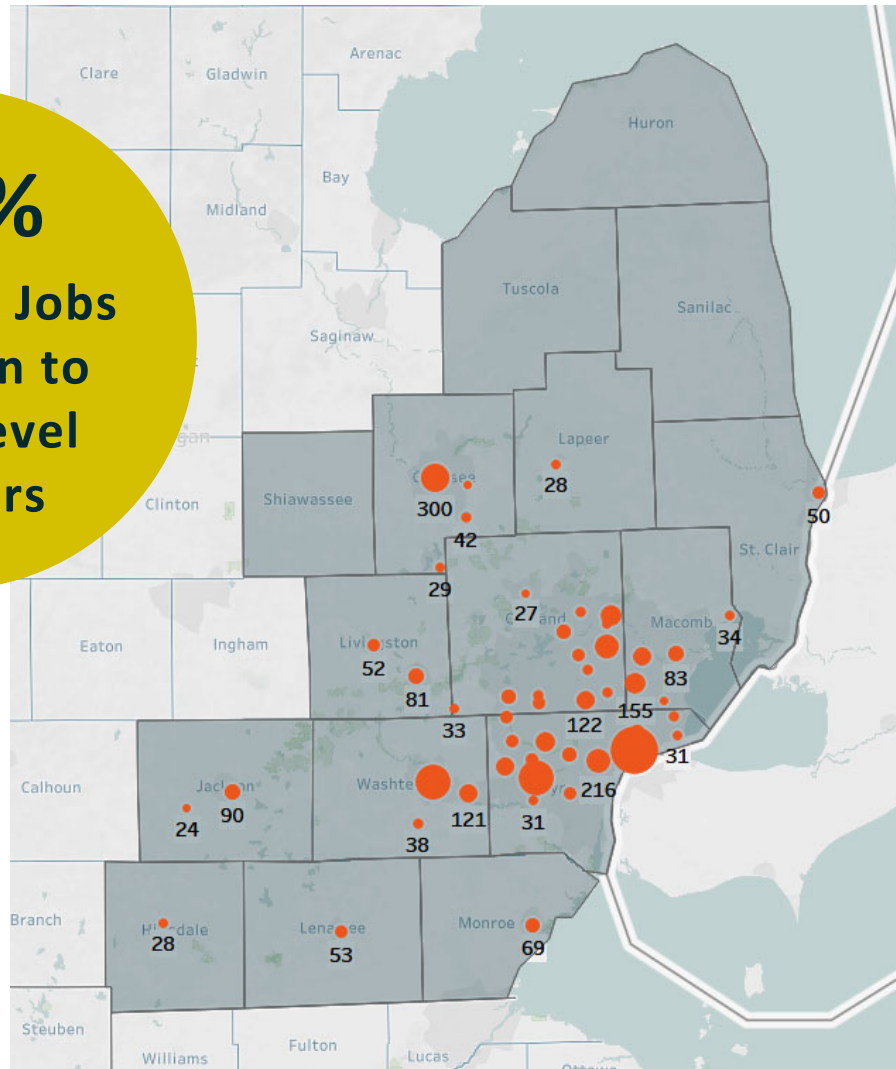 Arenac
Clare
Gladwin
Huron
Bay
%
Midland
Tuscola
Jobs
Sanilac
n to
Saginaw
evel
Lapeer
28
rs
Clinton
Shiawassee
300
50
42
St. Clair
29
27
Macomb
34
Eaton
Ingham
52
83
81
155
33
122
31
Calhoun
216
24
90
121
31
38
Branch
Monroe
28
53
69
Steuben
Fulton
Williams
Lucas